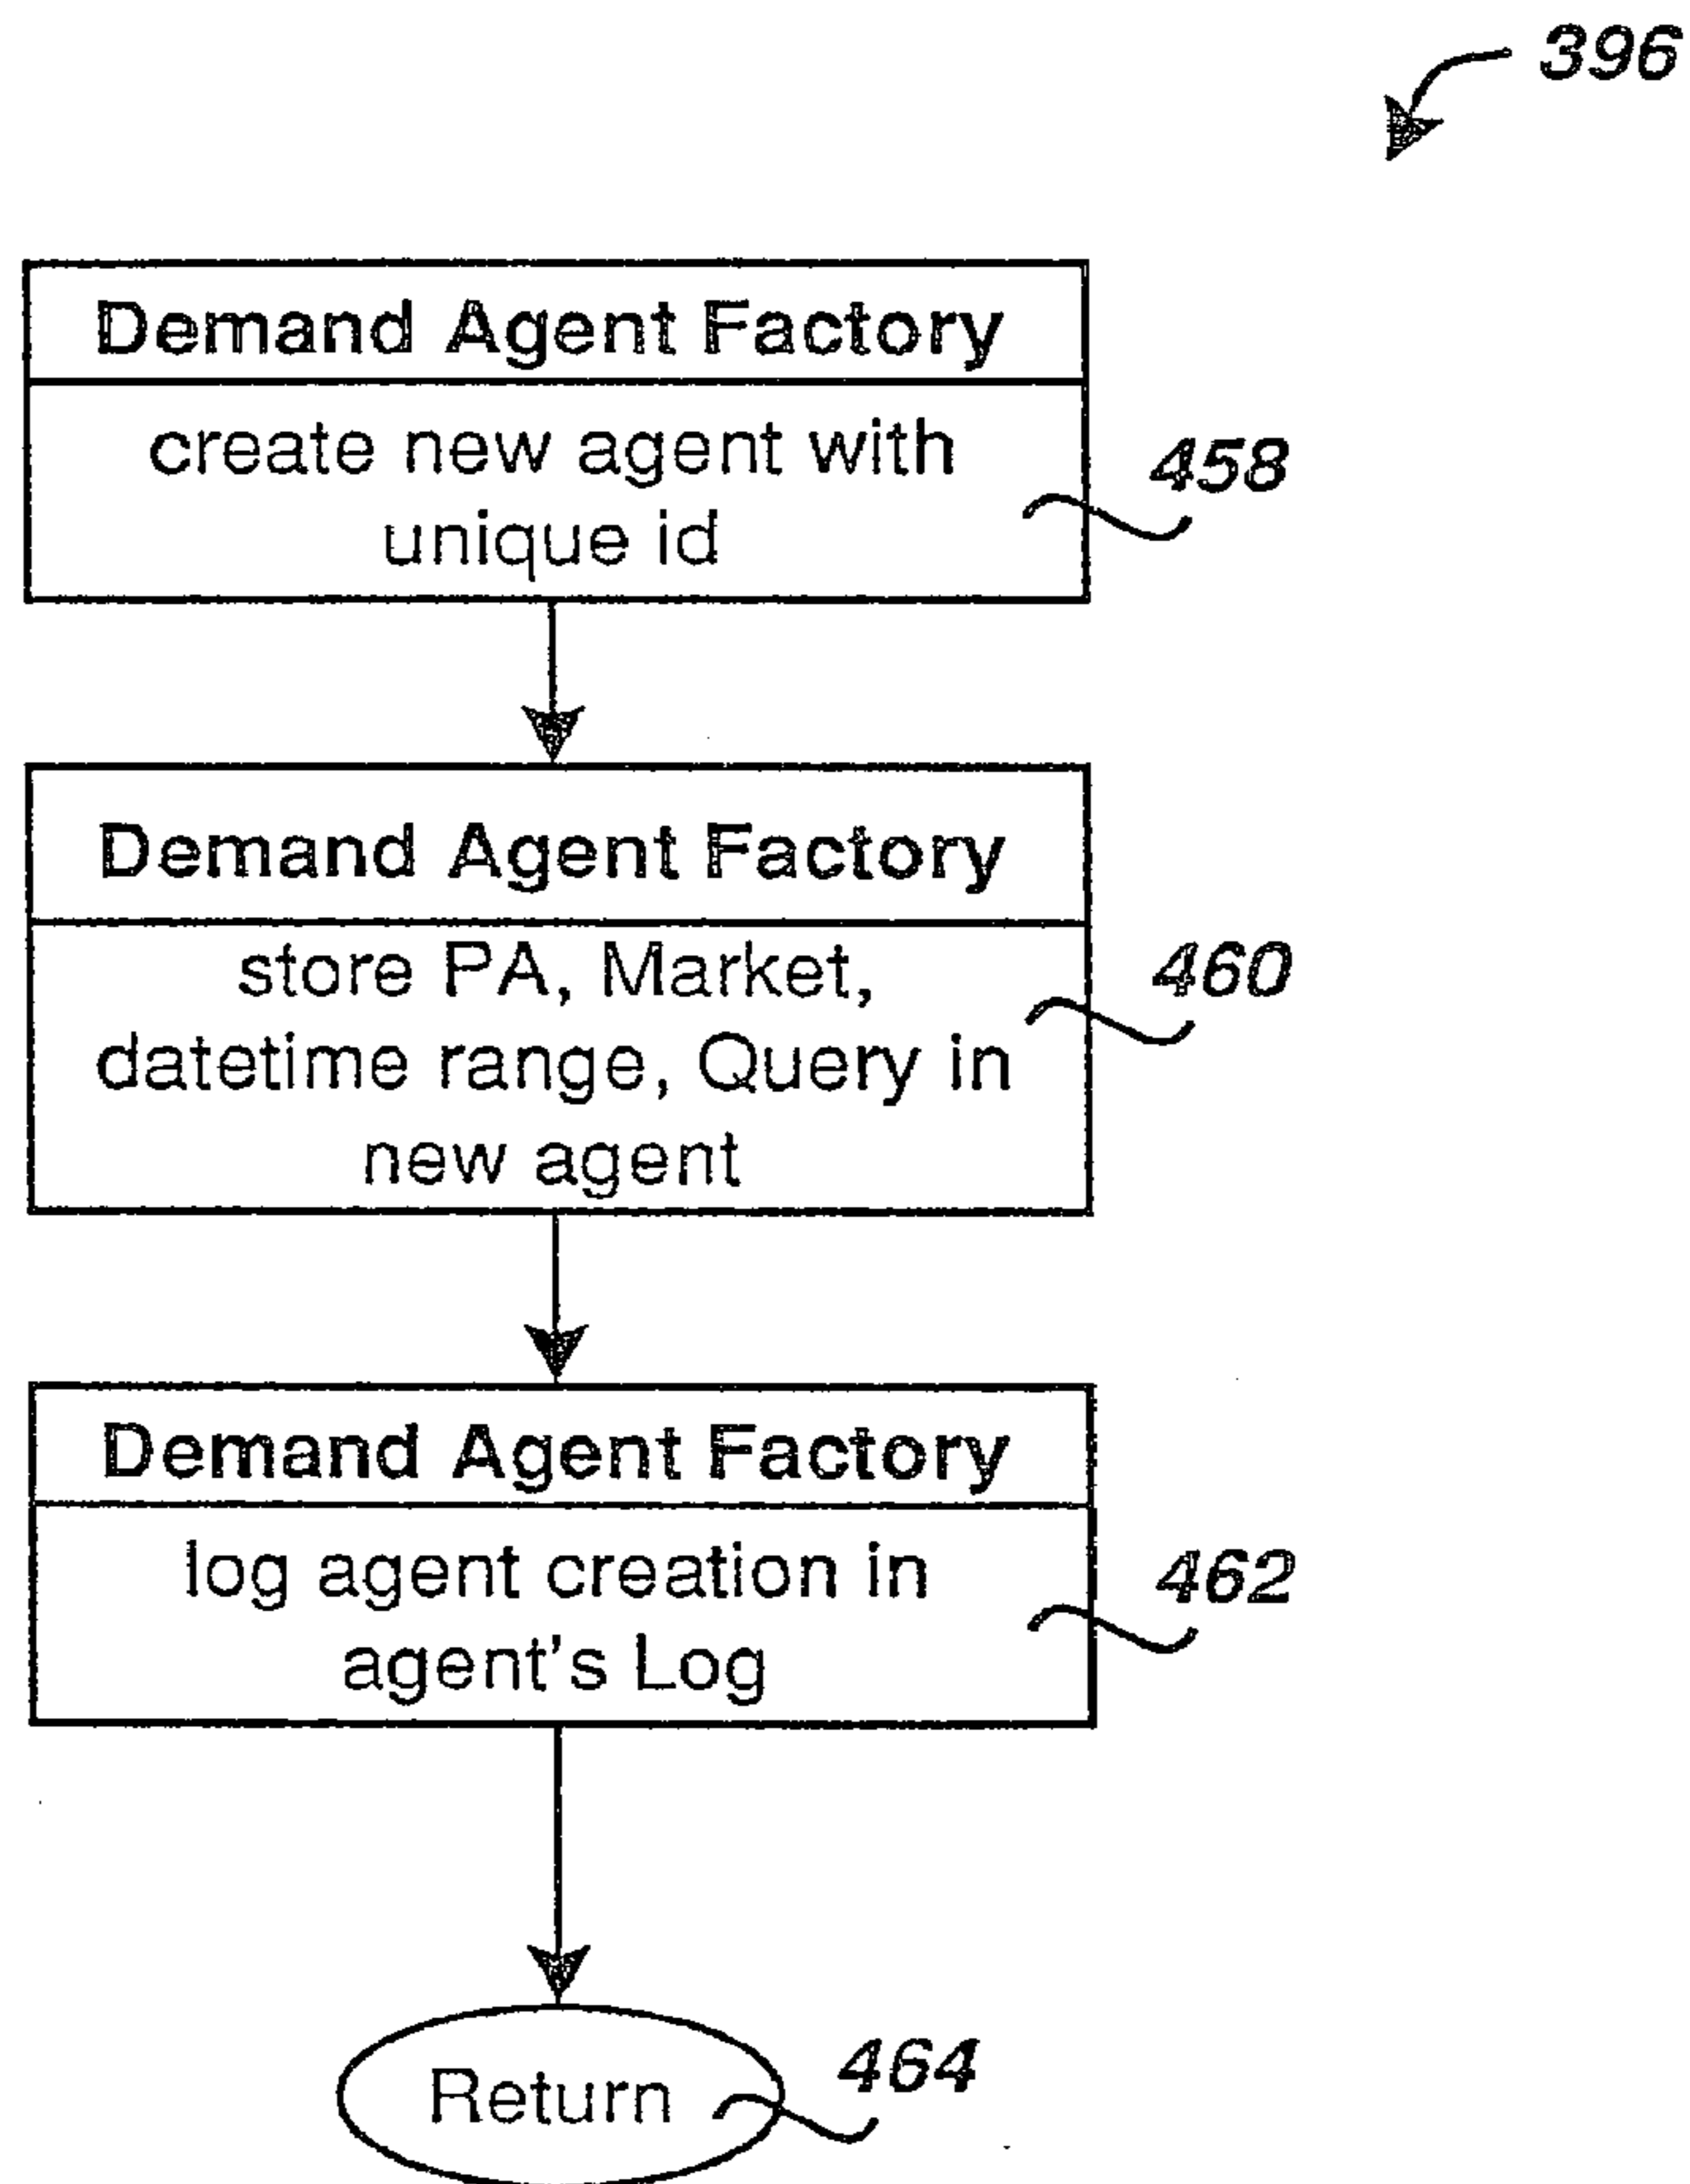 396
Demand Agent Factory
create new agent with
unique id
458
Demand Agent Factory
store PA, Market,
datetime range, Query in
new agent
460
Demand Agent Factory
log agent creation in
agent's Log
462
Return
464